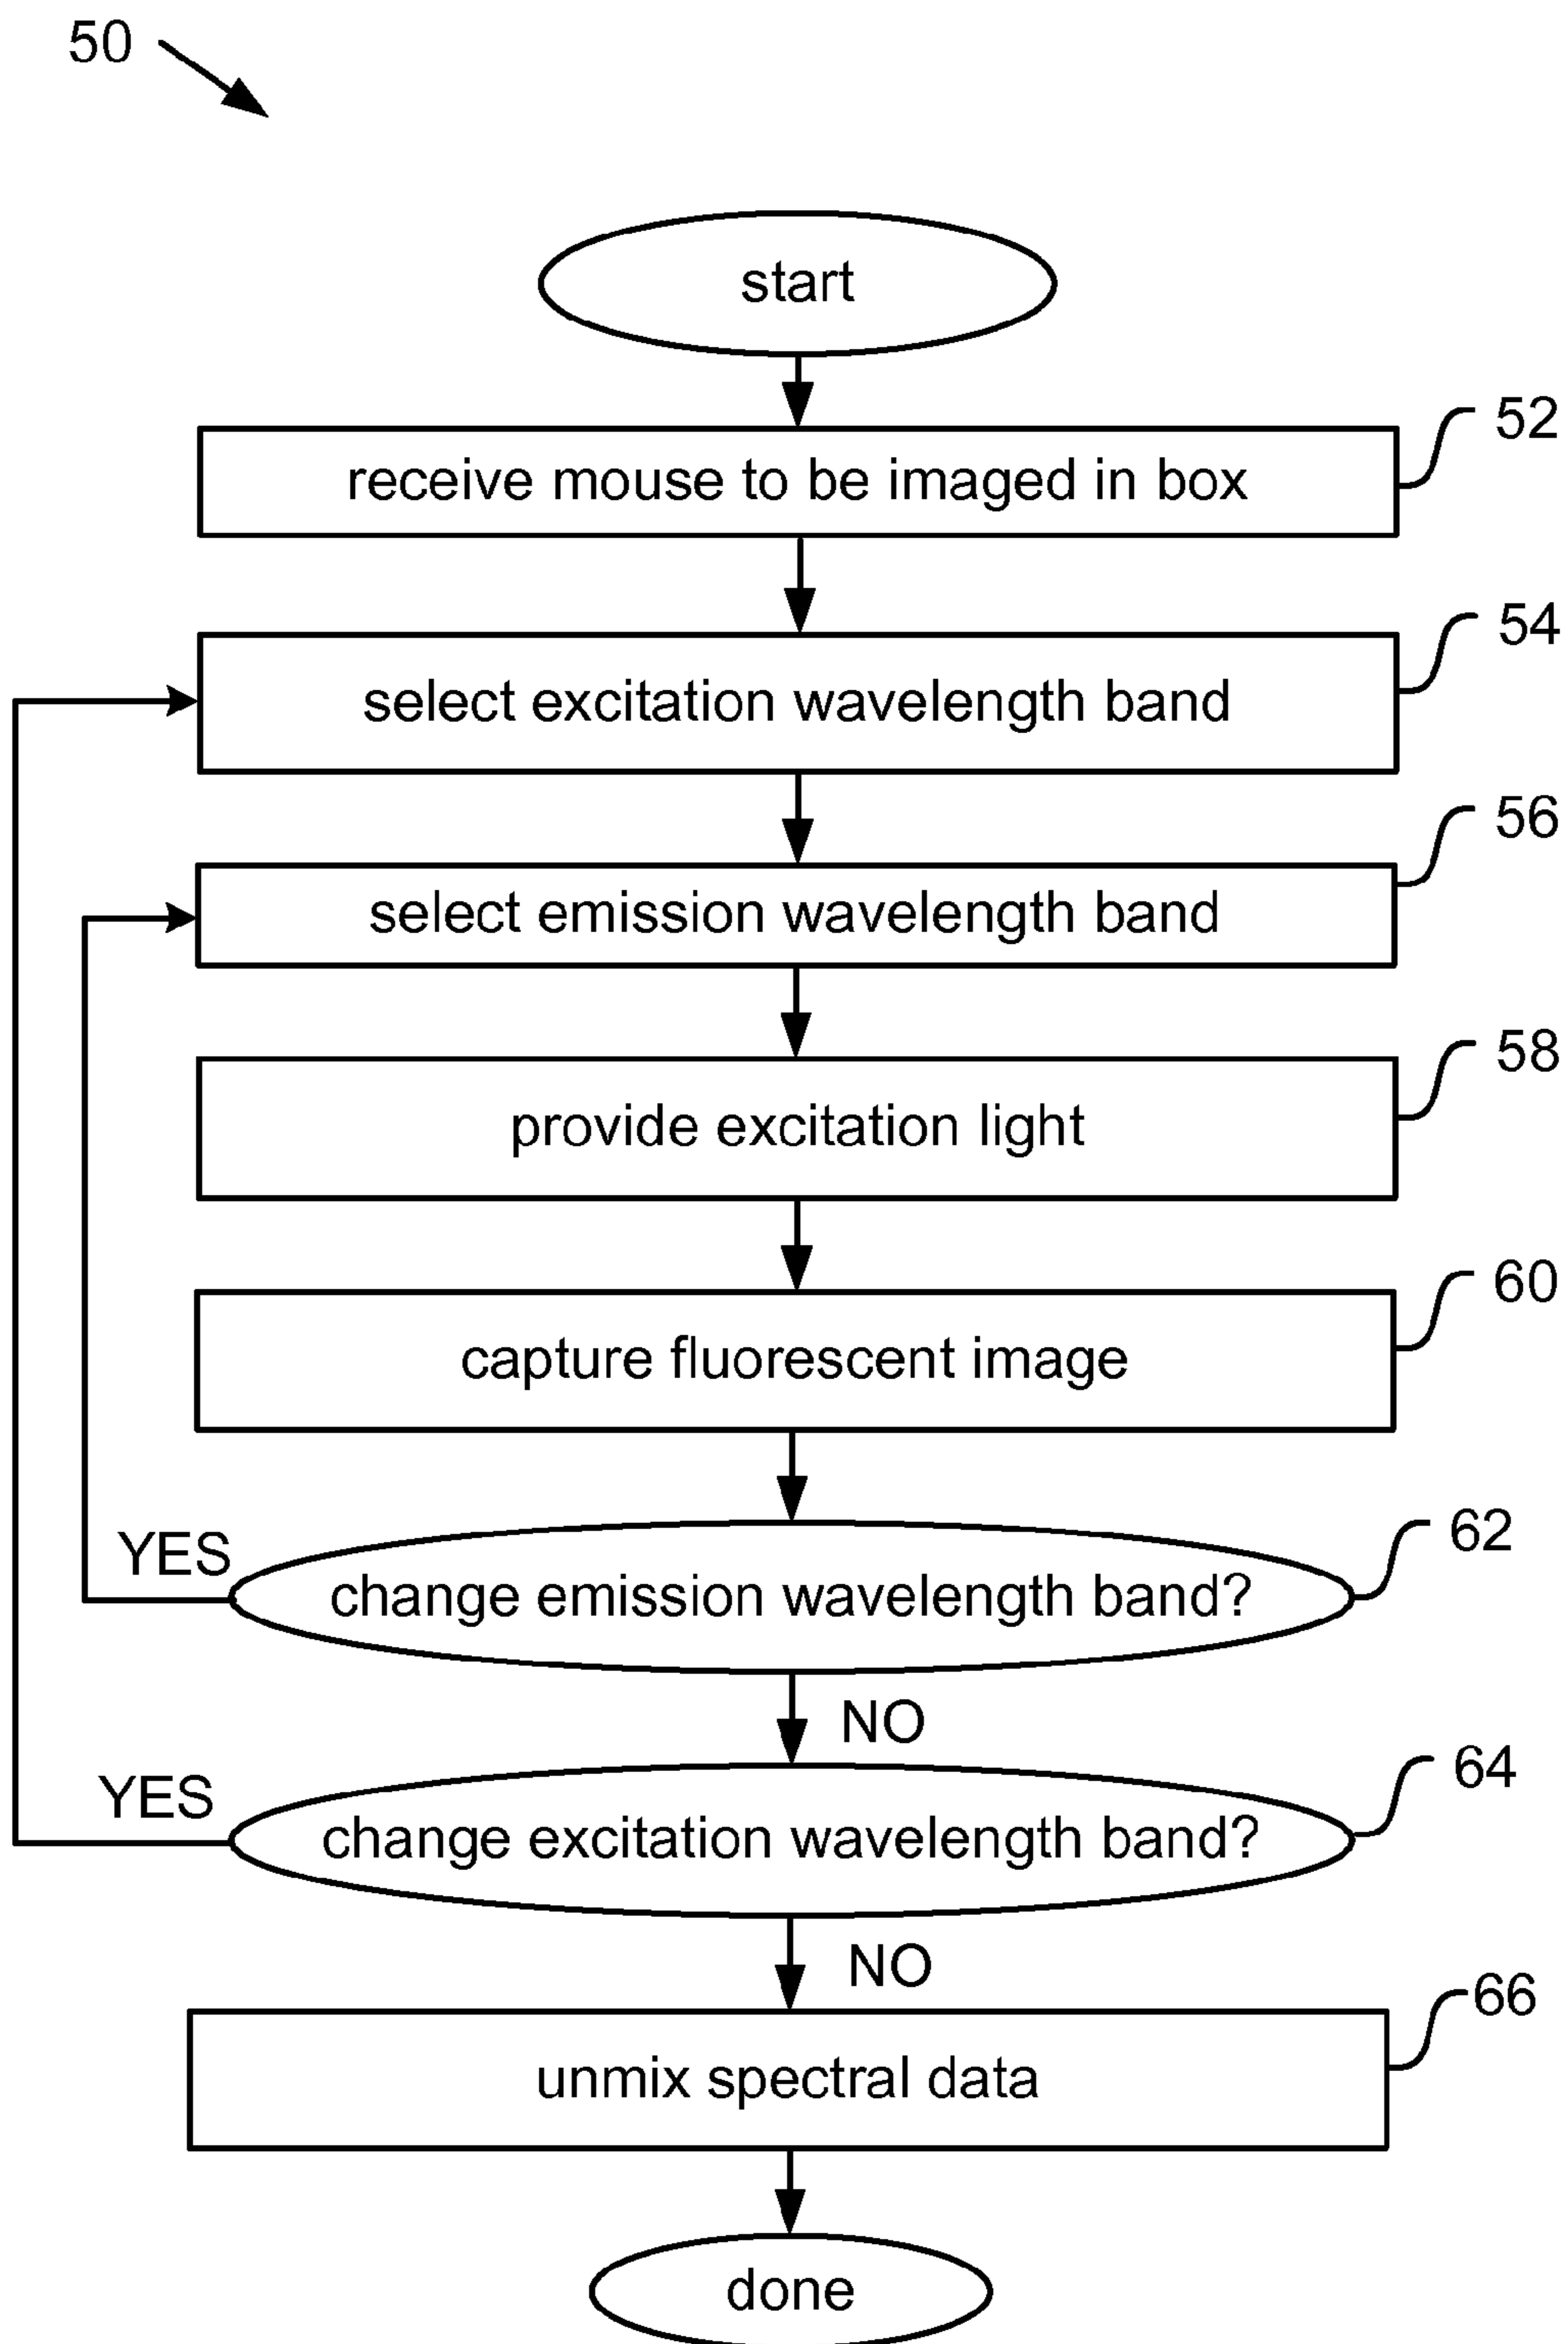 50
start
52
receive mouse to be imaged in box
54
select excitation wavelength band
56
select emission wavelength band
58
provide excitation light
60
capture fluorescent image
62
YES
change emission wavelength band?
NO
64
YES
change excitation wavelength band?
NO
66
unmix spectral data
done